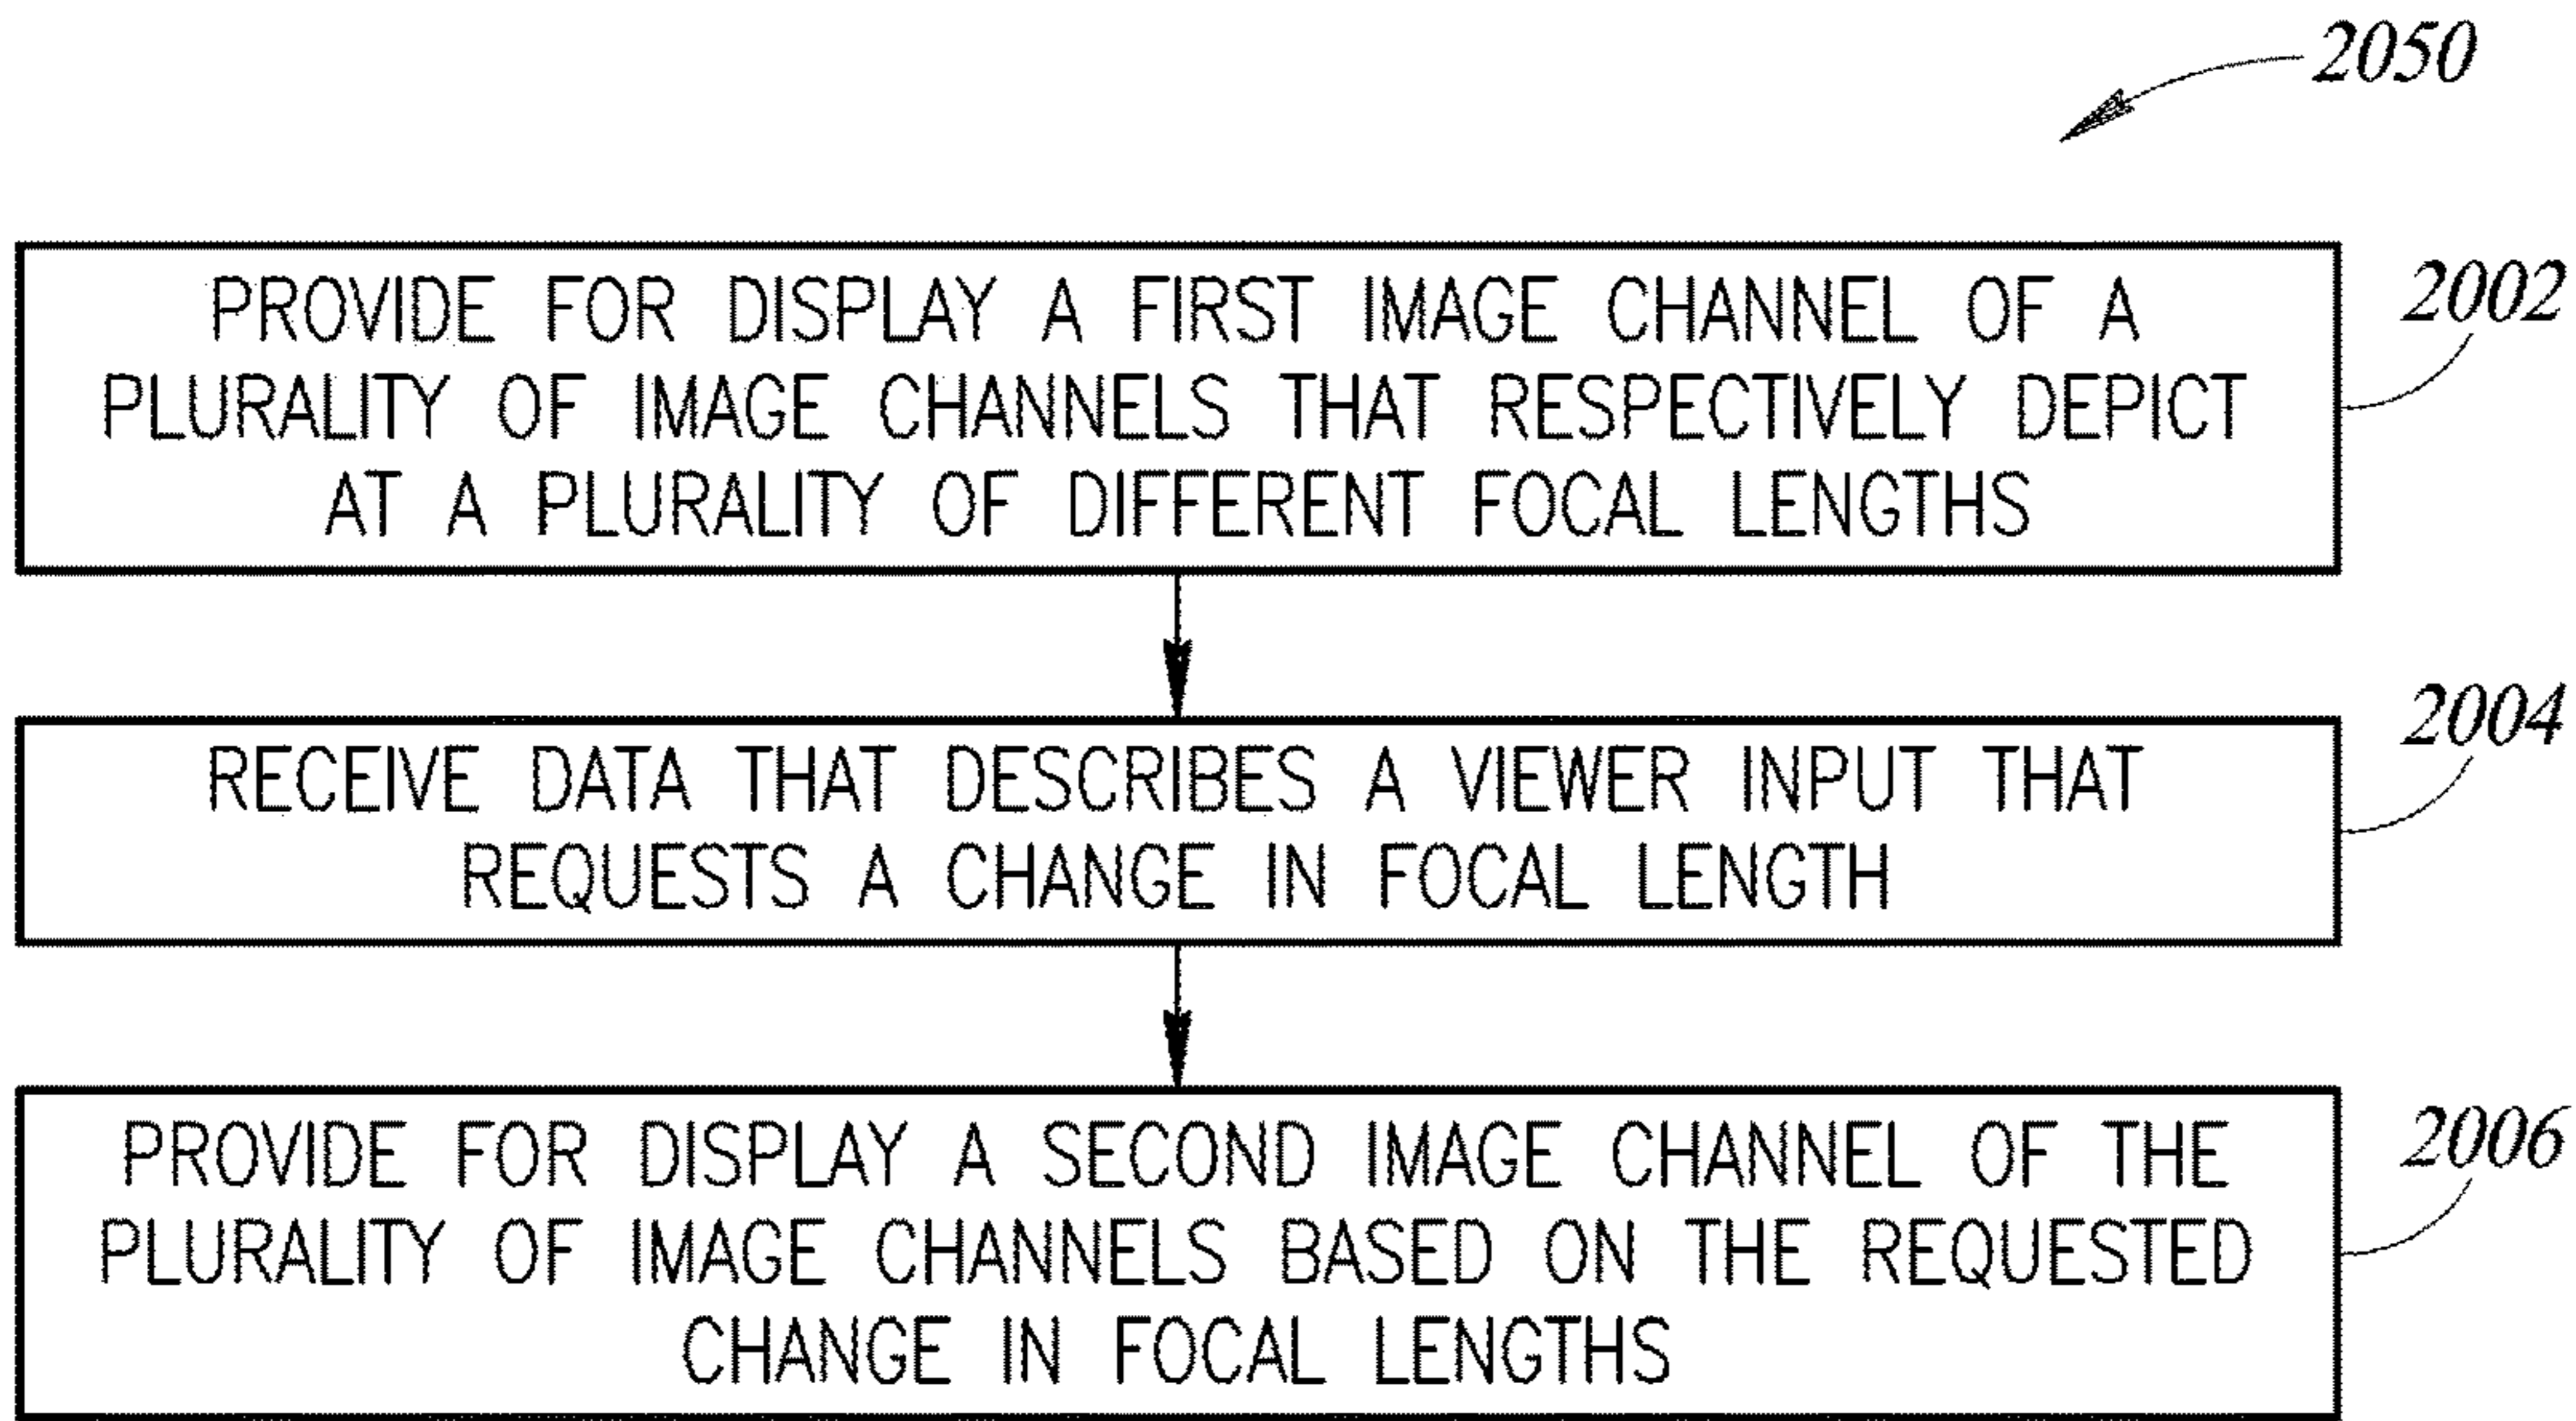 2050
PROVIDE FOR DISPLAY A FIRST IMAGE CHANNEL OF A
PLURALITY OF IMAGE CHANNELS THAT RESPECTIVELY DEPICT
AT A PLURALITY OF DIFFERENT FOCAL LENGTHS
2002
RECEIVE DATA THAT DESCRIBES A VIEWER INPUT THAT
REQUESTS A CHANGE IN FOCAL LENGTH
2004
PROVIDE FOR DISPLAY A SECOND IMAGE CHANNEL OF THE
PLURALITY OF IMAGE CHANNELS BASED ON THE REQUESTED
CHANGE IN FOCAL LENGTHS
2006